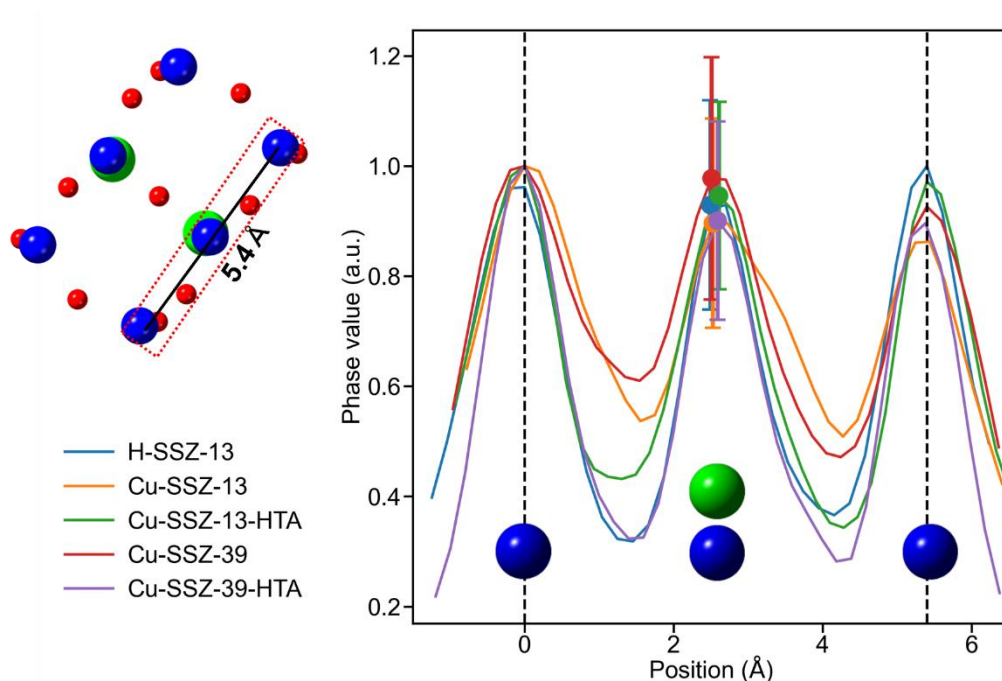 5.4 Å
H-SSZ-13
Cu-SSZ-13
Cu-SSZ-13-HTA
Cu-SSZ-39
Cu-SSZ-39-HTA
Phase value (a.u.)
1.2
1.0
0.8
0.6
0.4
0.2
0
2
4
6
Position (Å)